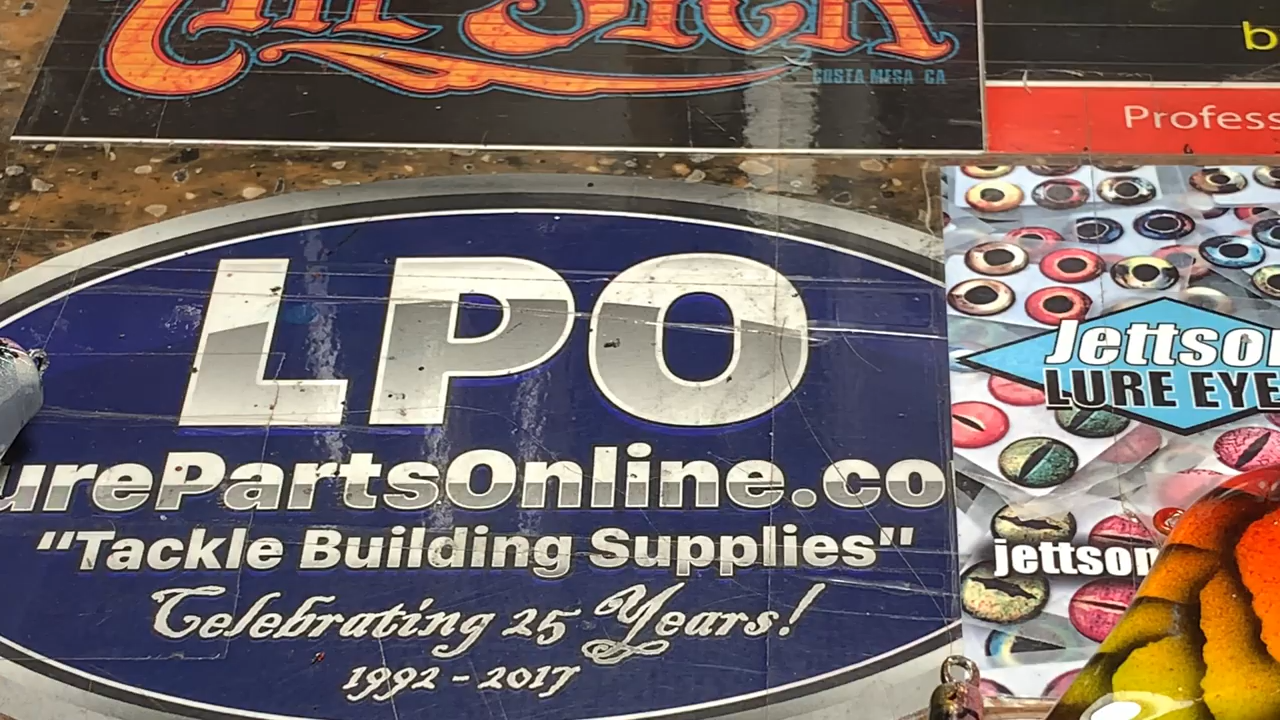 COSTA MESA CA
b
Profess
LPO
urePartsOnline.co
"Tackle Building Supplies"
Celebrating 25 Years!
1992 - 2017
Jettso
LURE EYE
jettson